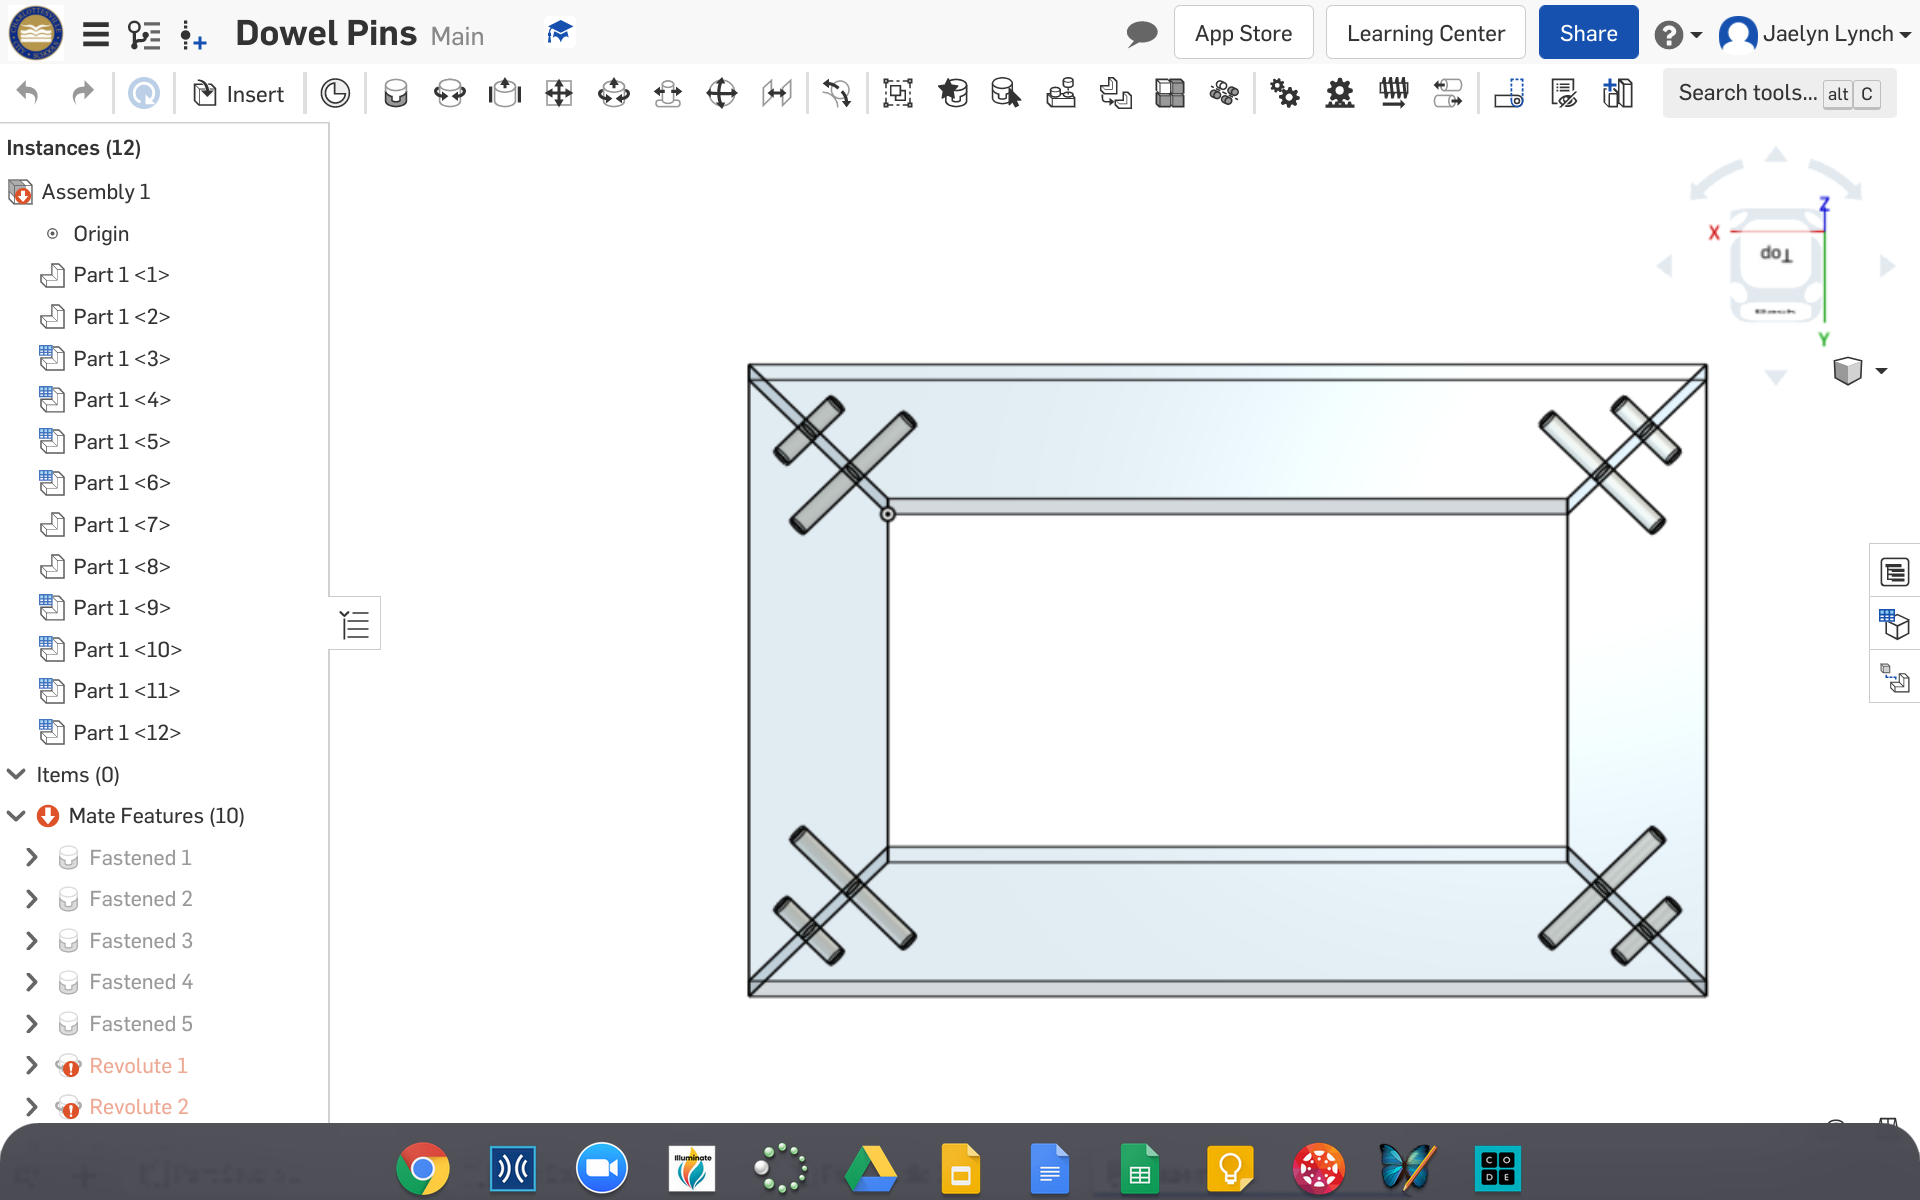 Dowel Pins Main
App Store
Learning Center
Share
Jaelyn Lynch
Insert
Search tools... alt C
Instances (12)
Assembly 1
Origin
Part 1 <1>
Part 1 <2>
Part 1 <3>
Part 1 <4>
Part 1 <5>
Part 1 <6>
Part 1 <7>
Part 1 <8>
Part 1 <9>
Part 1 <10>
Part 1 <11>
Part 1 <12>
Items (0)
Mate Features (10)
Fastened 1
Fastened 2
Fastened 3
Fastened 4
Fastened 5
Revolute 1
Revolute 2
Z
X
Top
Y
Illuminate
CO
DE